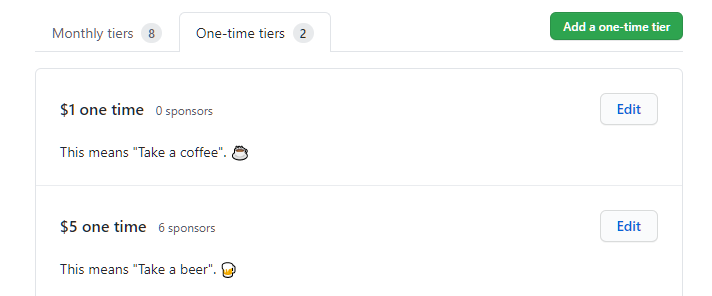 Monthly tiers 8 One-time tiers 2 Add a one-time tier
$1 one time 0 sponsors Edit
This means "Take a coffee". ☕
$5 one time 6 sponsors Edit
This means "Take a beer". 🍺